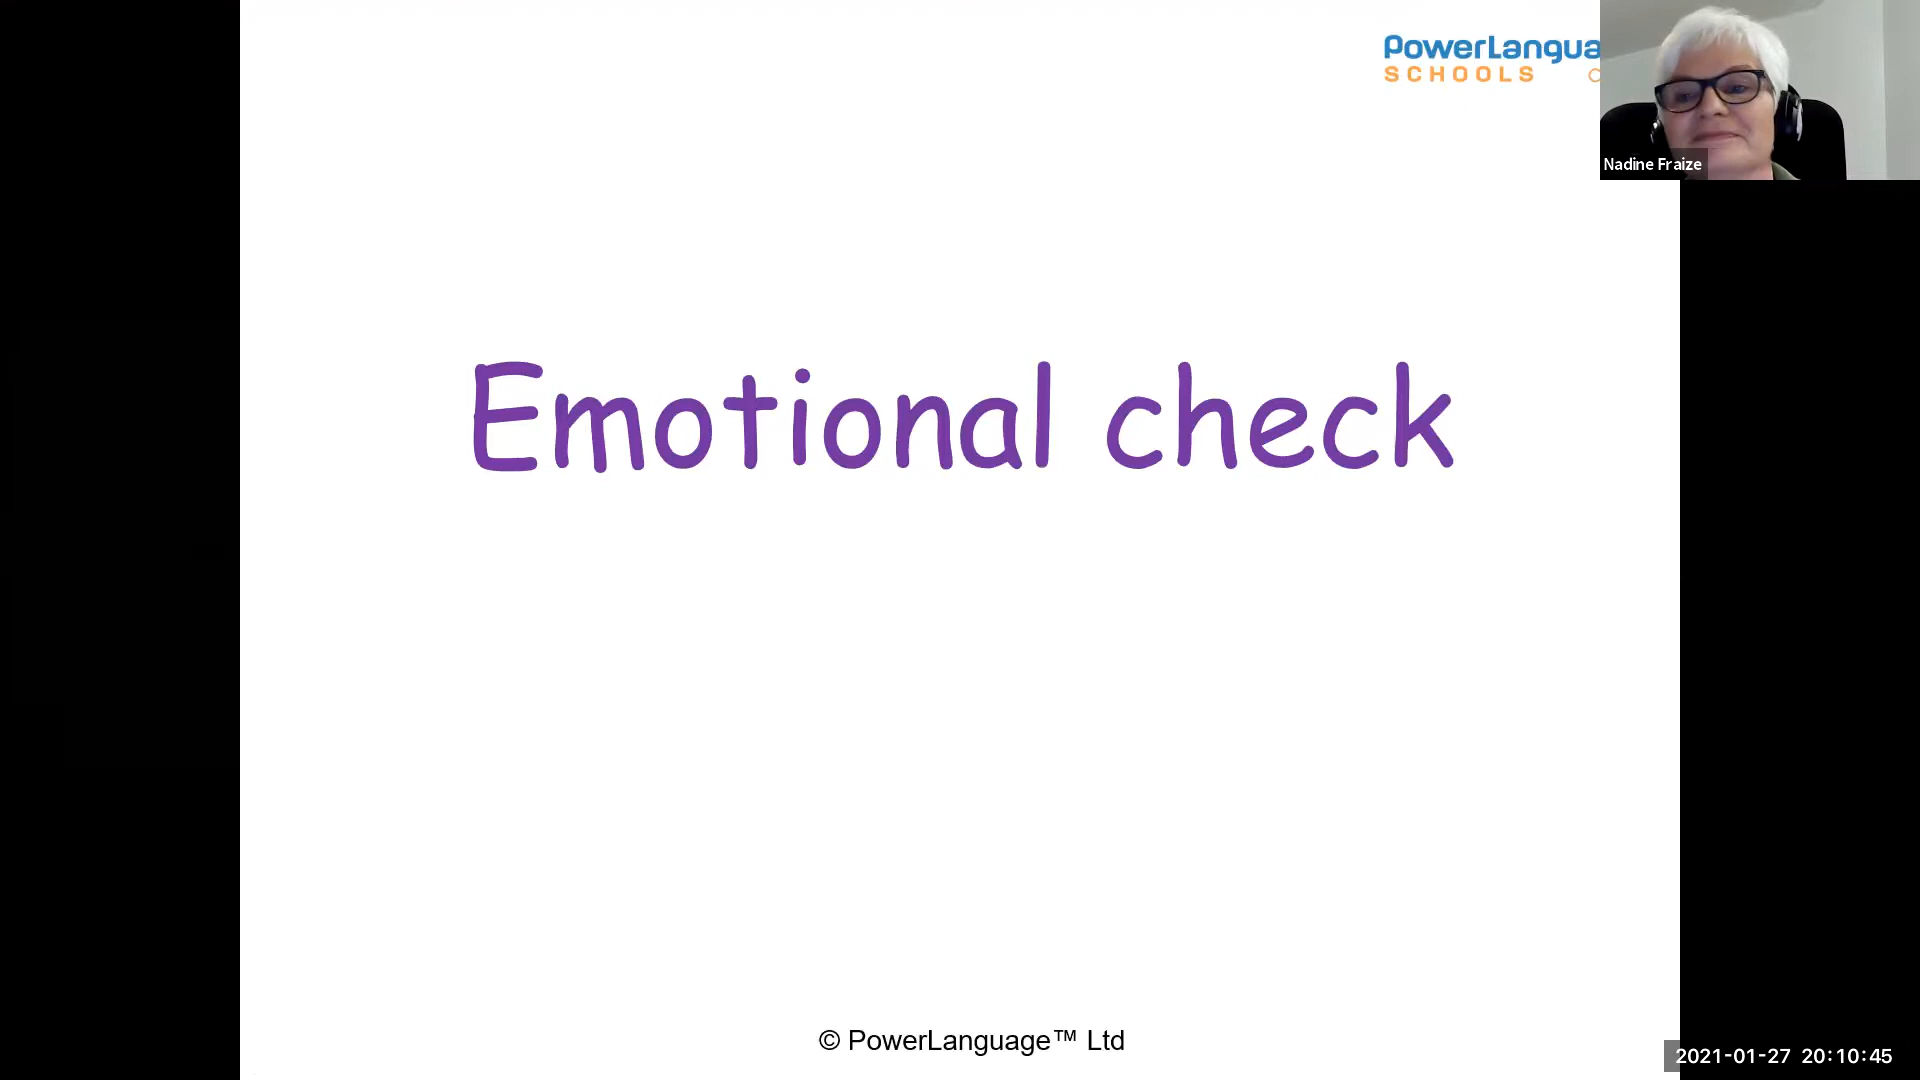 PowerLangua
SCHOOLS
Nadine Fraize
Emotional check
© PowerLanguage™ Ltd
2021-01-27 20:10:45